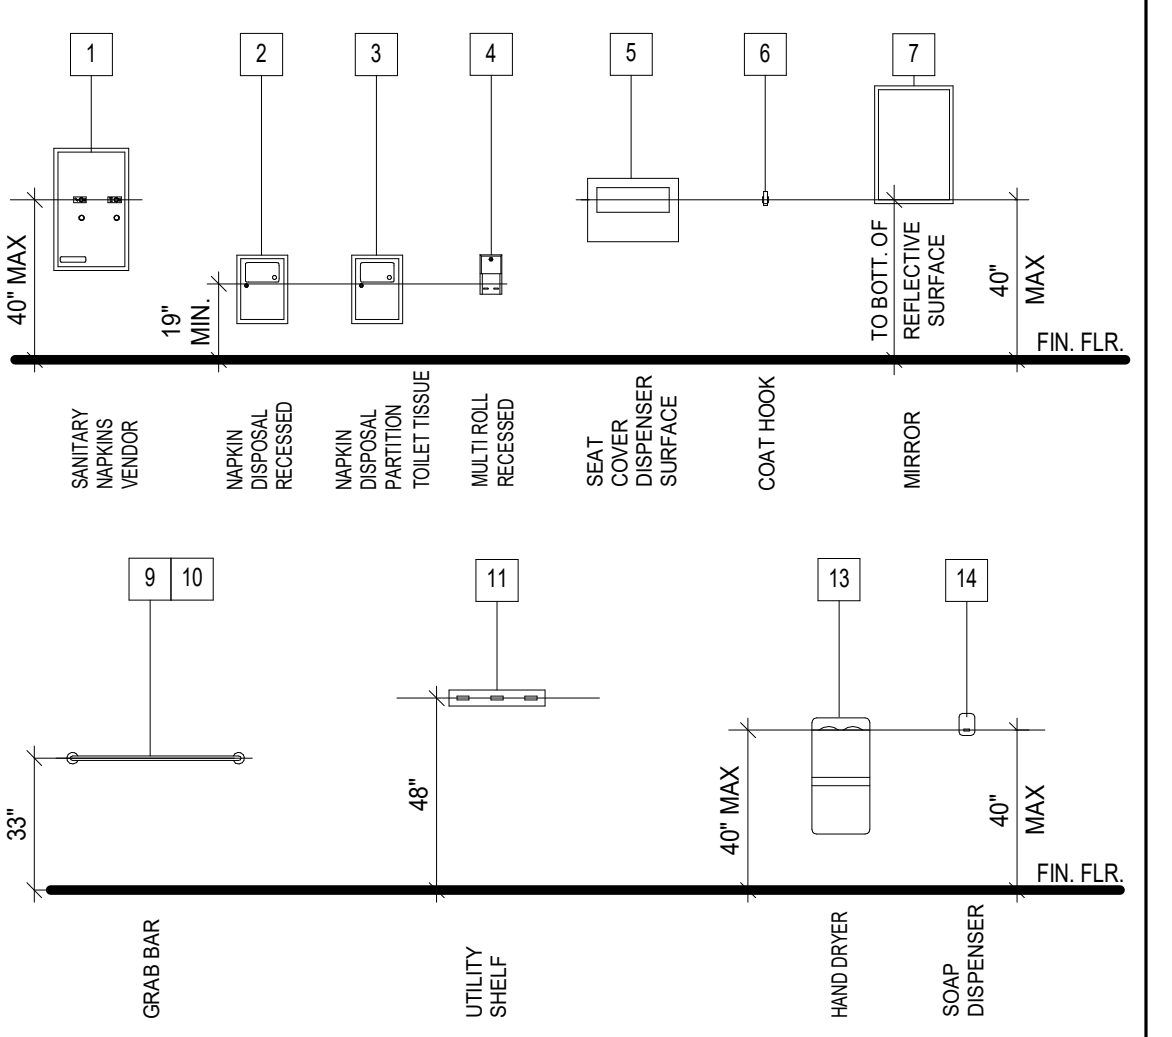 1
2
3
4
5
6
7
40" MAX
19"
MIN.
TO BOTT. OF
REFLECTIVE
SURFACE
40"
MAX
FIN. FLR.
SANITARY
NAPKINS
VENDOR
NAPKIN
DISPOSAL
RECESSED
NAPKIN
DISPOSAL
PARTITION
TOILET TISSUE
MULTI ROLL
RECESSED
SEAT
COVER
DISPENSER
SURFACE
COAT HOOK
MIRROR
9
10
11
13
14
33"
48"
40" MAX
40"
MAX
FIN. FLR.
GRAB BAR
UTILITY
SHELF
HAND DRYER
SOAP
DISPENSER